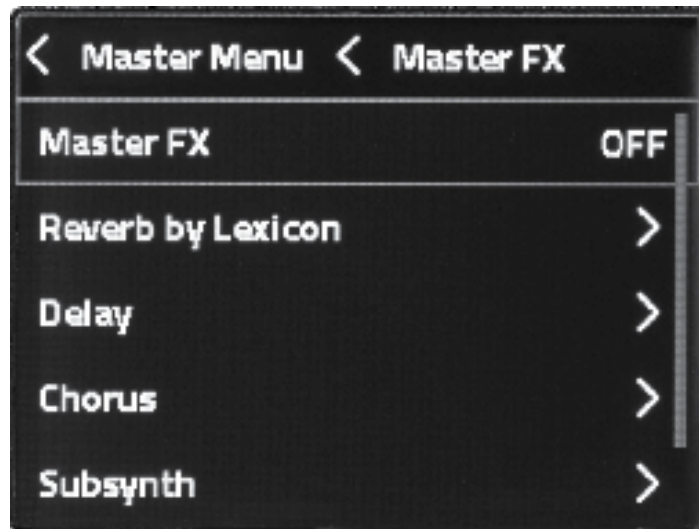 < Master Menu < Master FX
Master FX OFF
Reverb by Lexicon >
Delay >
Chorus >
Subsynth >